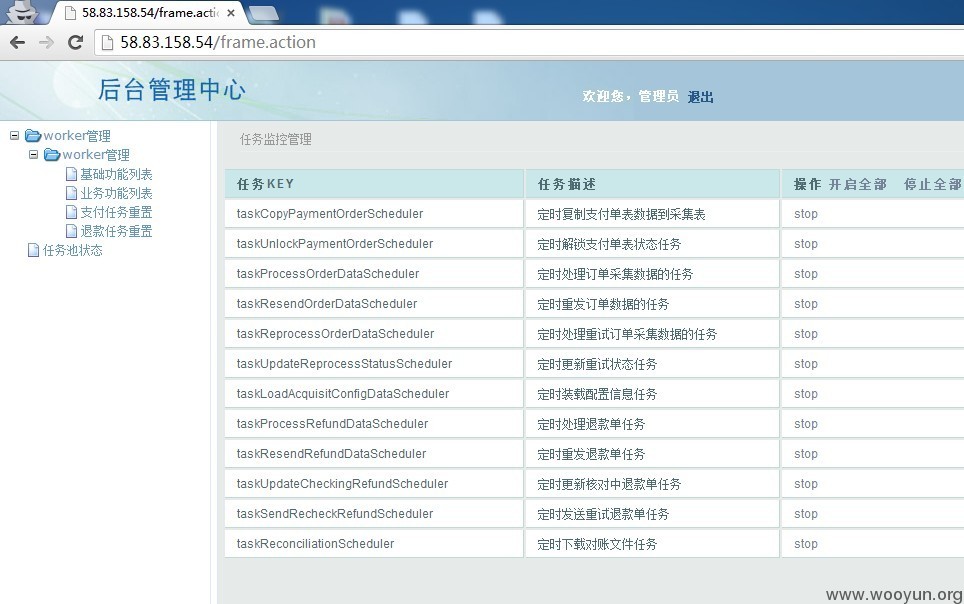 58.83.158.54/frame.actio
58.83.158.54/frame.action
后台管理中心
欢迎您，管理员 退出
worker管理
worker管理
基础功能列表
业务功能列表
支付任务重置
退款任务重置
任务池状态
任务监控管理
任务KEY 任务描述 操作 开启全部 停止全部
taskCopyPaymentOrderScheduler 定时复制支付单表数据到采集表 stop
taskUnlockPaymentOrderScheduler 定时解锁支付单表状态任务 stop
taskProcessOrderDataScheduler 定时处理订单采集数据的任务 stop
taskResendOrderDataScheduler 定时重发订单数据的任务 stop
taskReprocessOrderDataScheduler 定时处理重试订单采集数据的任务 stop
taskUpdateReprocessStatusScheduler 定时更新重试状态任务 stop
taskLoadAcquisitConfigDataScheduler 定时装载配置信息任务 stop
taskProcessRefundDataScheduler 定时处理退款单任务 stop
taskResendRefundDataScheduler 定时重发退款单任务 stop
taskUpdateCheckingRefundScheduler 定时更新核对中退款单任务 stop
taskSendRecheckRefundScheduler 定时发送重试退款单任务 stop
taskReconciliationScheduler 定时下载对账文件任务 stop
www.wooyun.org